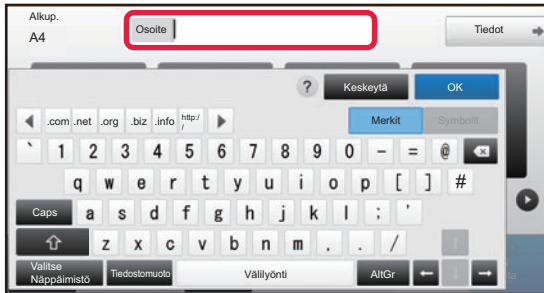 Alkup.
A4
Osoite
Tiedot
? Keskeytä OK
.com .net .org .biz .info http:/
/
Merkit Symbolit
` 1 2 3 4 5 6 7 8 9 0 - = @
q w e r t y u i o p [ ] #
Caps a s d f g h j k l ; '
z x c v b n m , . /
Valitse
Näppäimistö Tiedostomuoto Välilyönti AltGr